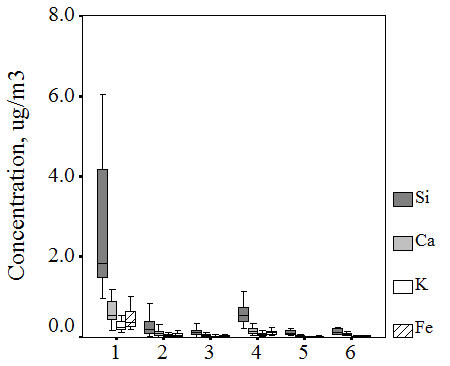 8.0
6.0
4.0
2.0
0.0
Concentration, ug/m3
1 2 3 4 5 6
Si
Ca
K
Fe